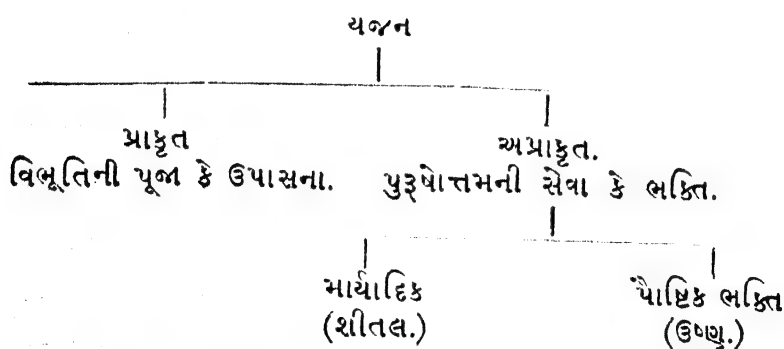 યજન
પ્રાકૃત
અપ્રાકૃત.
વિભૂતિની પૂજા કે ઉપાસના.
પુરૂષોત્તમની સેવા કે ભક્તિ.
માર્યાદિક
પૌષ્ટિક ભક્તિ
(શીતલ.)
(ઉષ્ણ.)